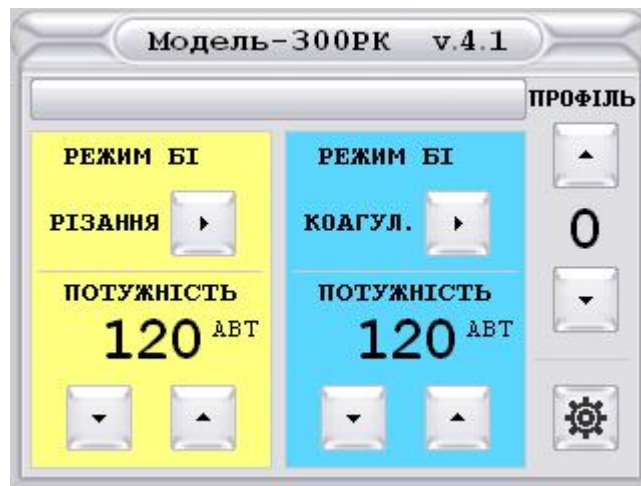 Модель-300РК v.4.1
ПРОФІЛЬ
РЕЖИМ БІ
РІЗАННЯ
ПОТУЖНІСТЬ
120 АВТ
РЕЖИМ БІ
КОАГУЛ.
ПОТУЖНІСТЬ
120 АВТ
0